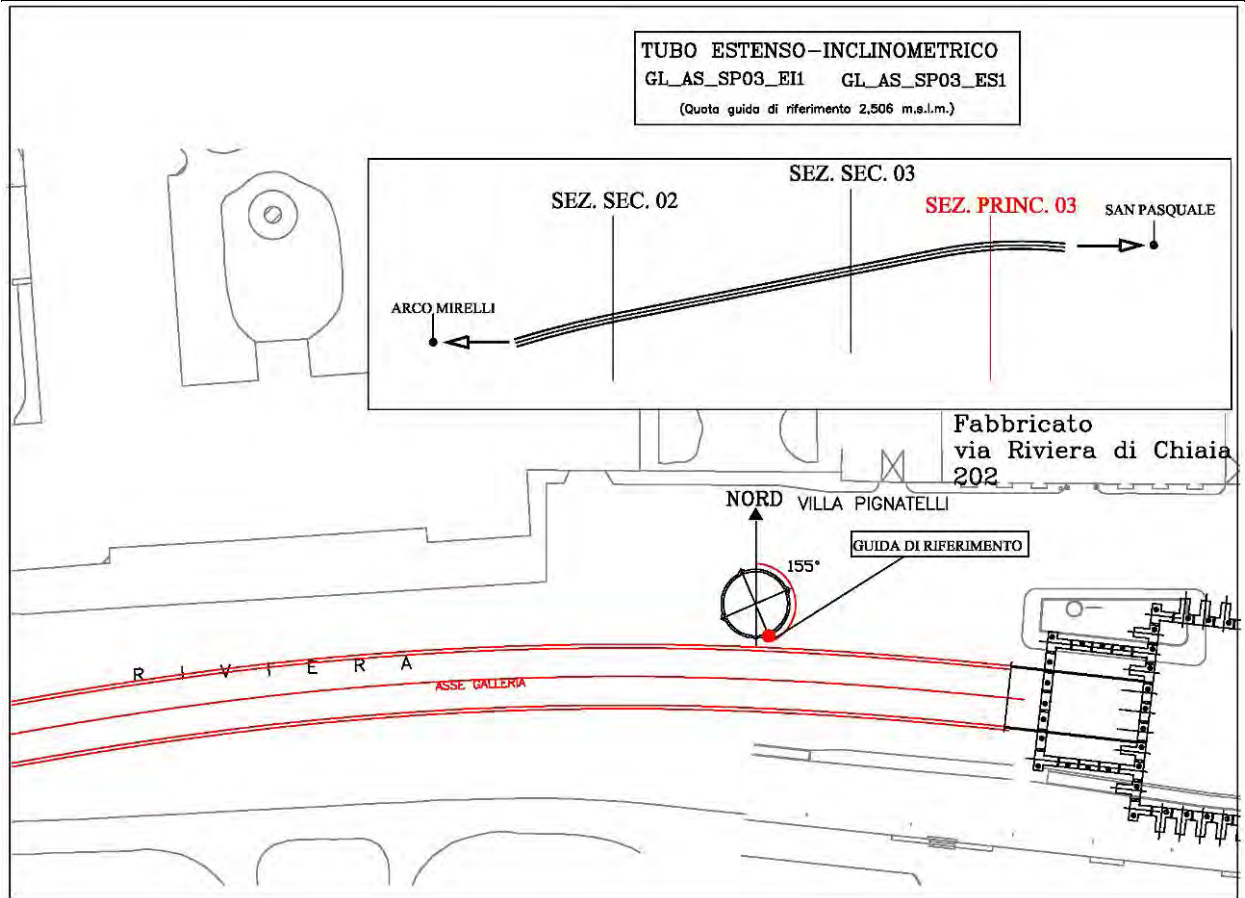 TUBO ESTENSO-INCLINOMETRICO
GL_AS_SP03_EI1 GL_AS_SP03_ES1
(Quota guida di riferimento 2,506 m.s.l.m.)
SEZ. SEC. 02
SEZ. SEC. 03
SEZ. PRINC. 03
SAN PASQUALE
ARCO MIRELLI
Fabbricato
via Riviera di Chiaia
202
NORD
VILLA PIGNATELLI
GUIDA DI RIFERIMENTO
155°
RIVIERA
ASSE GALLERIA